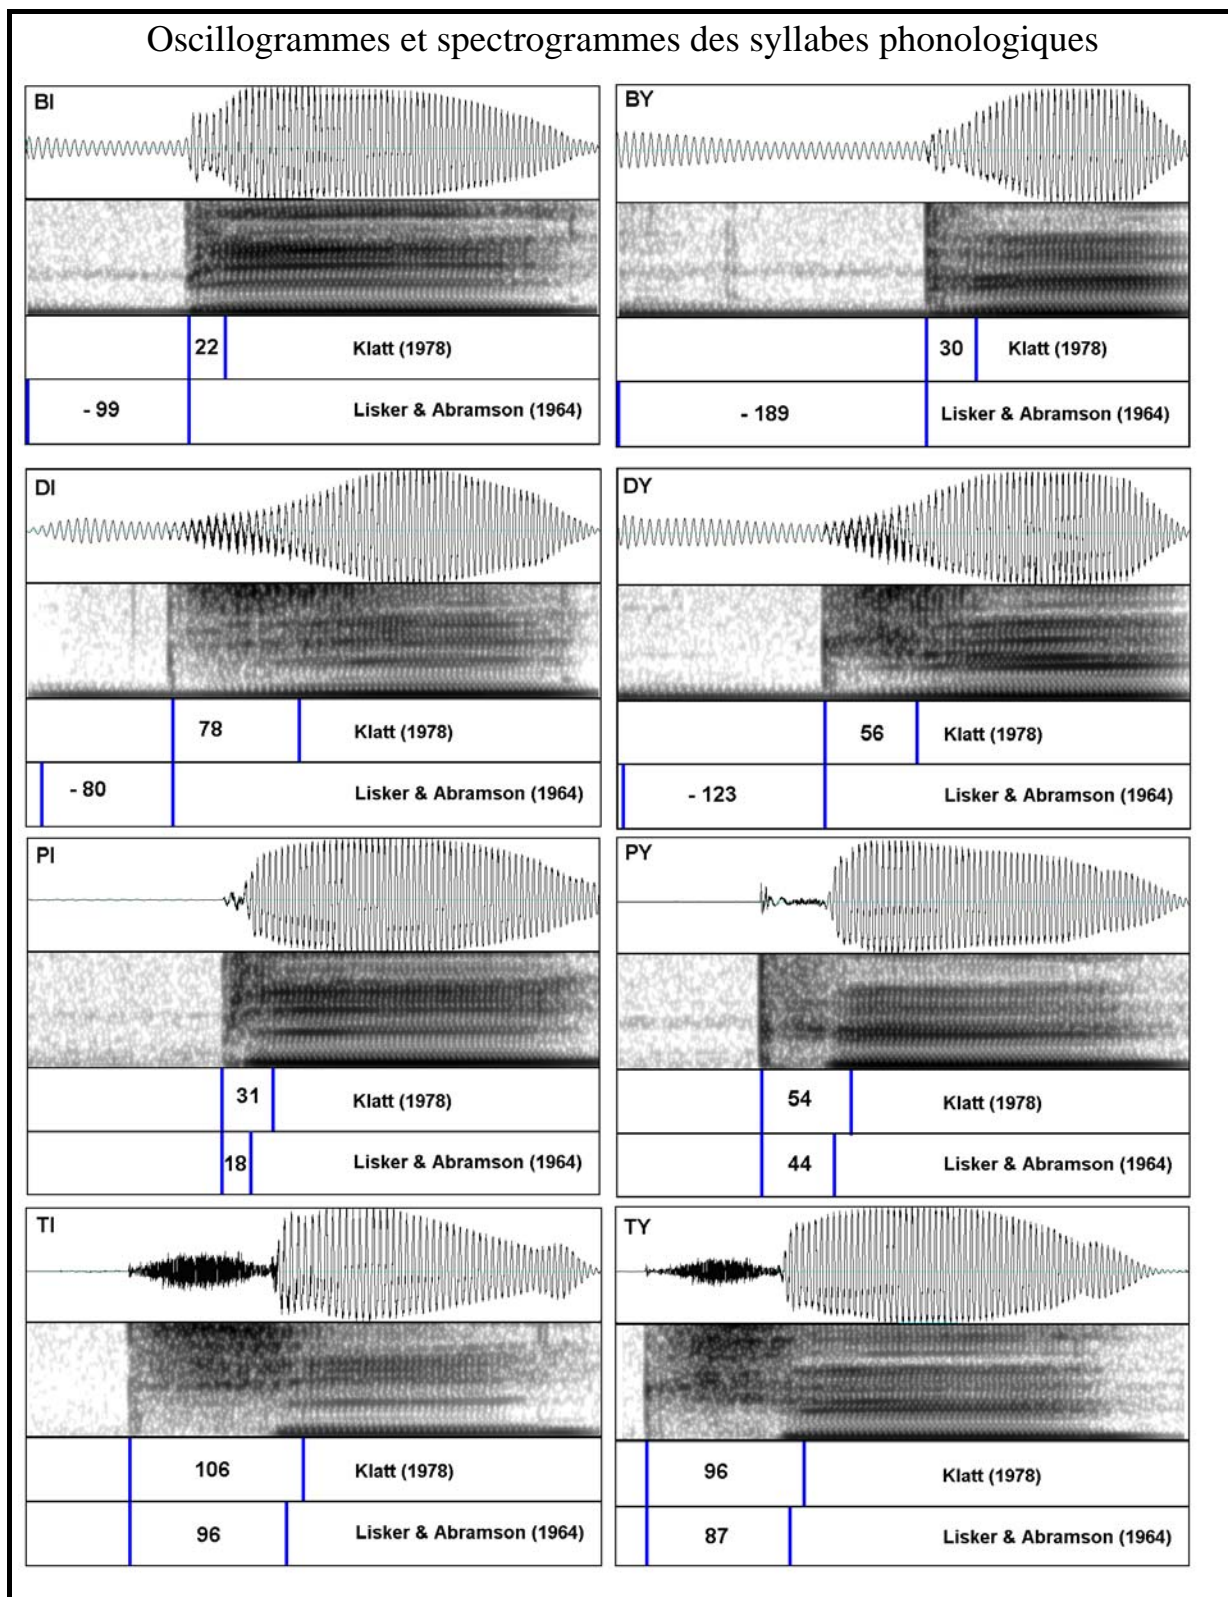 Oscillogrammes et spectrogrammes des syllabes phonologiques
BI
22 Klatt (1978)
- 99 Lisker & Abramson (1964)
BY
30 Klatt (1978)
- 189 Lisker & Abramson (1964)
DI
78 Klatt (1978)
- 80 Lisker & Abramson (1964)
DY
56 Klatt (1978)
- 123 Lisker & Abramson (1964)
PI
31 Klatt (1978)
18 Lisker & Abramson (1964)
PY
54 Klatt (1978)
44 Lisker & Abramson (1964)
TI
106 Klatt (1978)
96 Lisker & Abramson (1964)
TY
96 Klatt (1978)
87 Lisker & Abramson (1964)